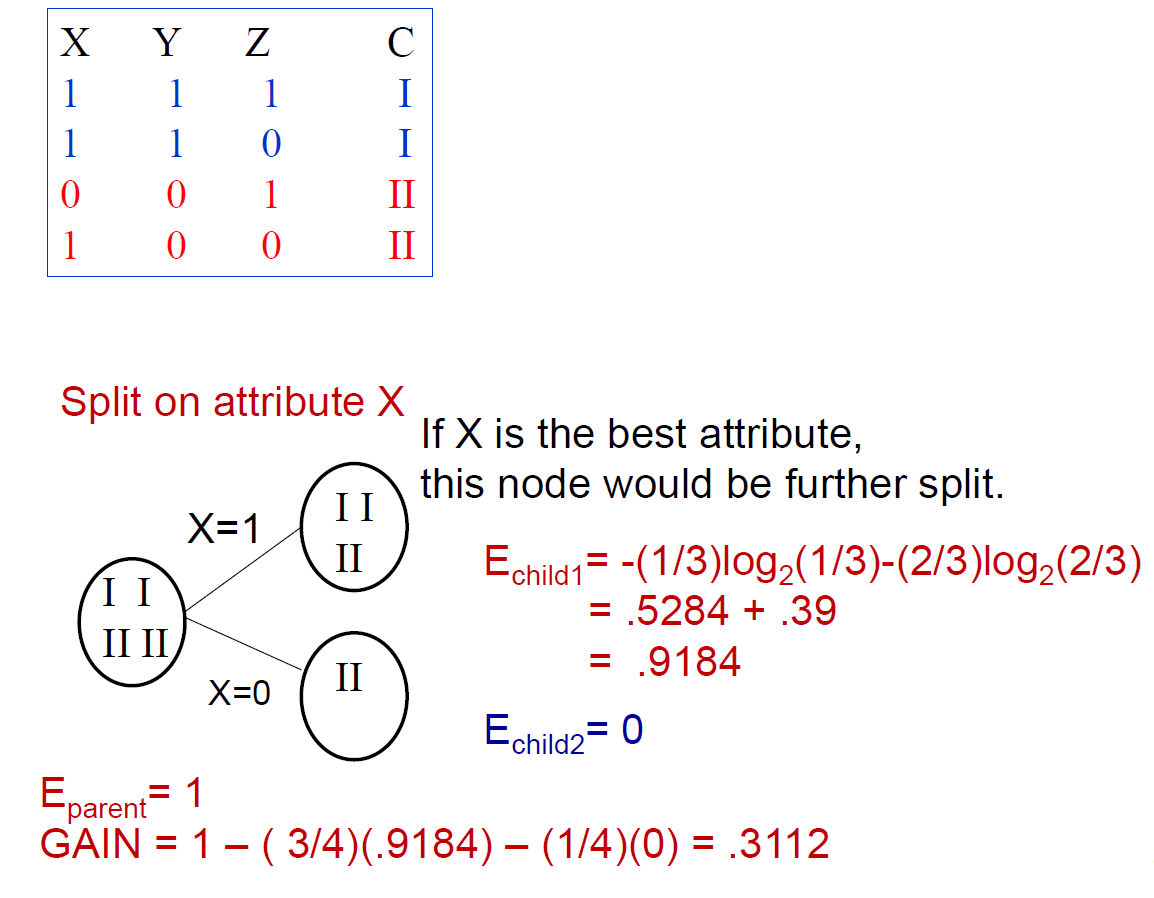 X Y Z C
1 1 1 I
1 1 0 I
0 0 1 II
1 0 0 II
Split on attribute X
If X is the best attribute,
this node would be further split.
X=1
I I
II
I I
II II
X=0
II
Echild1= -(1/3)log2(1/3)-(2/3)log2(2/3)
= .5284 + .39
= .9184
Echild2= 0
Eparent= 1
GAIN = 1 – ( 3/4)(.9184) – (1/4)(0) = .3112